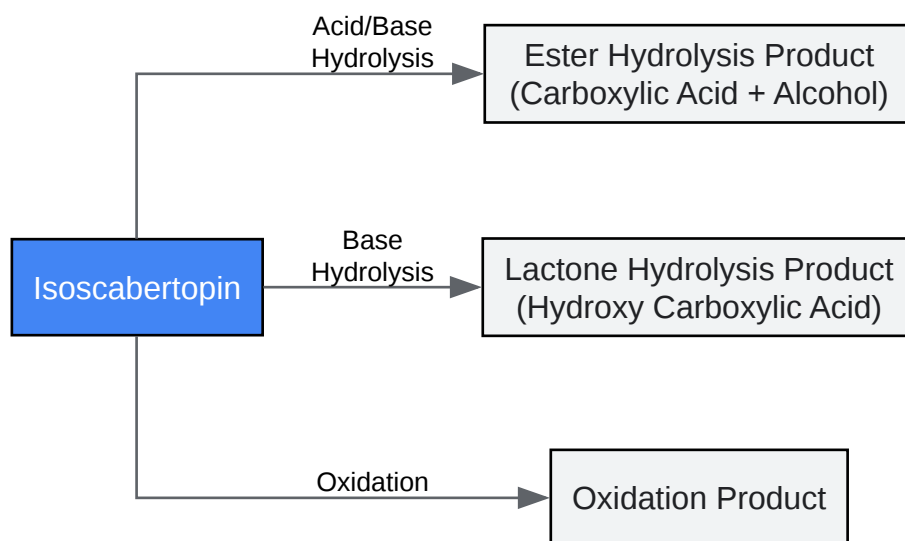 Acid/Base
Hydrolysis
Ester Hydrolysis Product
(Carboxylic Acid + Alcohol)
Isoscabertopin
Base
Hydrolysis
Lactone Hydrolysis Product
(Hydroxy Carboxylic Acid)
Oxidation
Oxidation Product